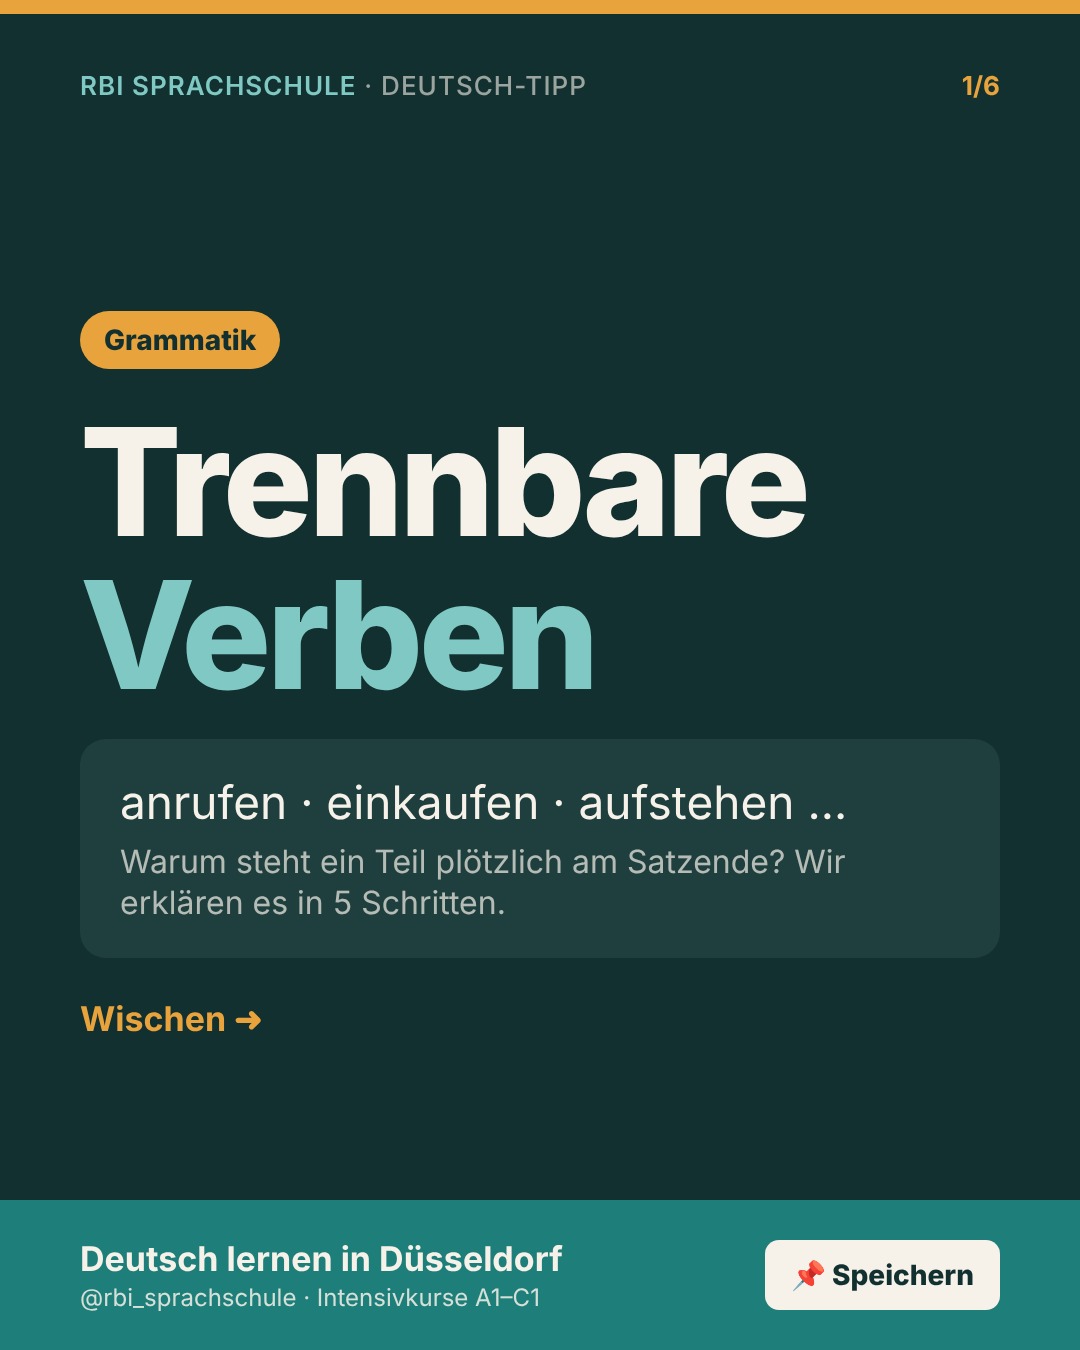 RBI SPRACHSCHULE · DEUTSCH-TIPP
1/6
Grammatik
Trennbare
Verben
anrufen · einkaufen · aufstehen ...
Warum steht ein Teil plötzlich am Satzende? Wir
erklären es in 5 Schritten.
Wischen ➜
Deutsch lernen in Düsseldorf
@rbi_sprachschule · Intensivkurse A1–C1
📌 Speichern